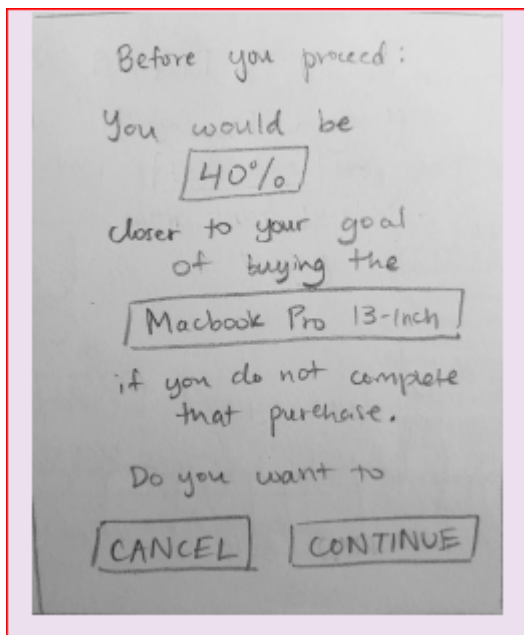 Before you proceed:
You would be
40%
closer to your goal
of buying the
Macbook Pro 13-inch
if you do not complete
that purchase.
Do you want to
CANCEL CONTINUE